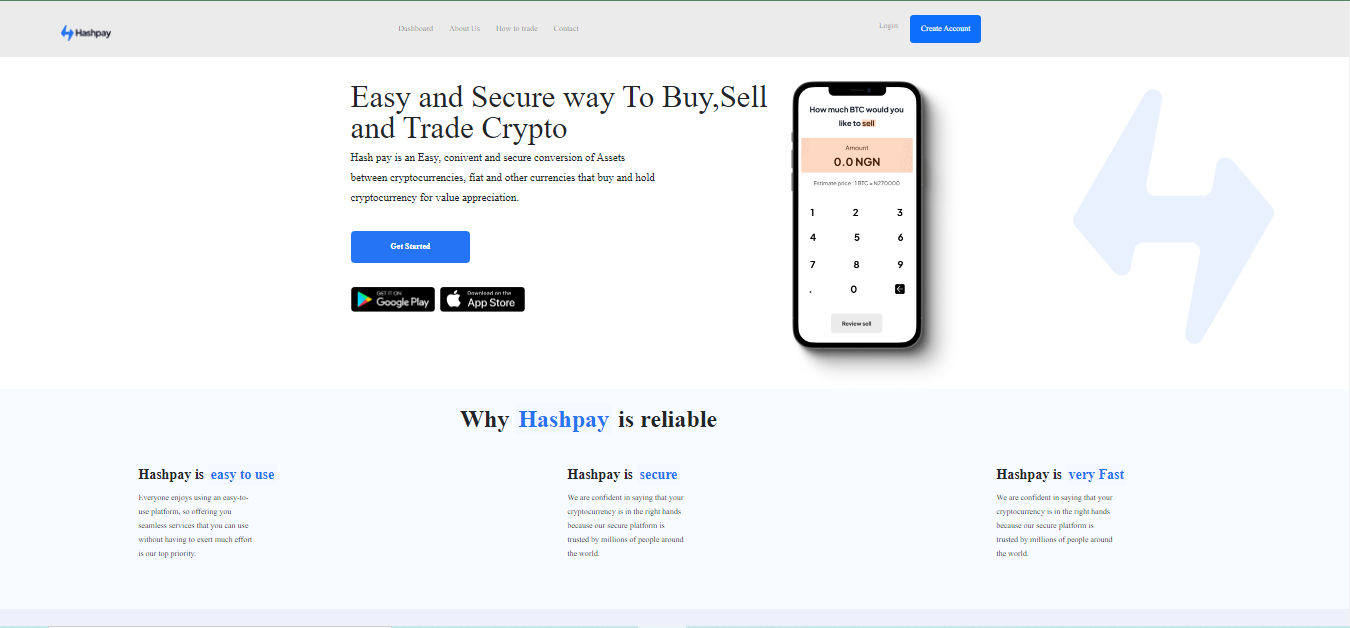 Hashpay
Dashboard About Us How to trade Contact
Login Create Account
Easy and Secure way To Buy,Sell
and Trade Crypto
Hash pay is an Easy, conivent and secure conversion of Assets
between cryptocurrencies, fiat and other currencies that buy and hold
cryptocurrency for value appreciation.
Get Started
GET IT ON
Google Play
Download on the
App Store
How much BTC would you
like to sell
Amount
0.0 NGN
Estimate price : 1 BTC = N270000
1 2 3
4 5 6
7 8 9
. 0
Review sell
Why Hashpay is reliable
Hashpay is easy to use
Everyone enjoys using an easy-to-
use platform, so offering you
seamless services that you can use
without having to exert much effort
is our top priority.
Hashpay is secure
We are confident in saying that your
cryptocurrency is in the right hands
because our secure platform is
trusted by millions of people around
the world.
Hashpay is very Fast
We are confident in saying that your
cryptocurrency is in the right hands
because our secure platform is
trusted by millions of people around
the world.